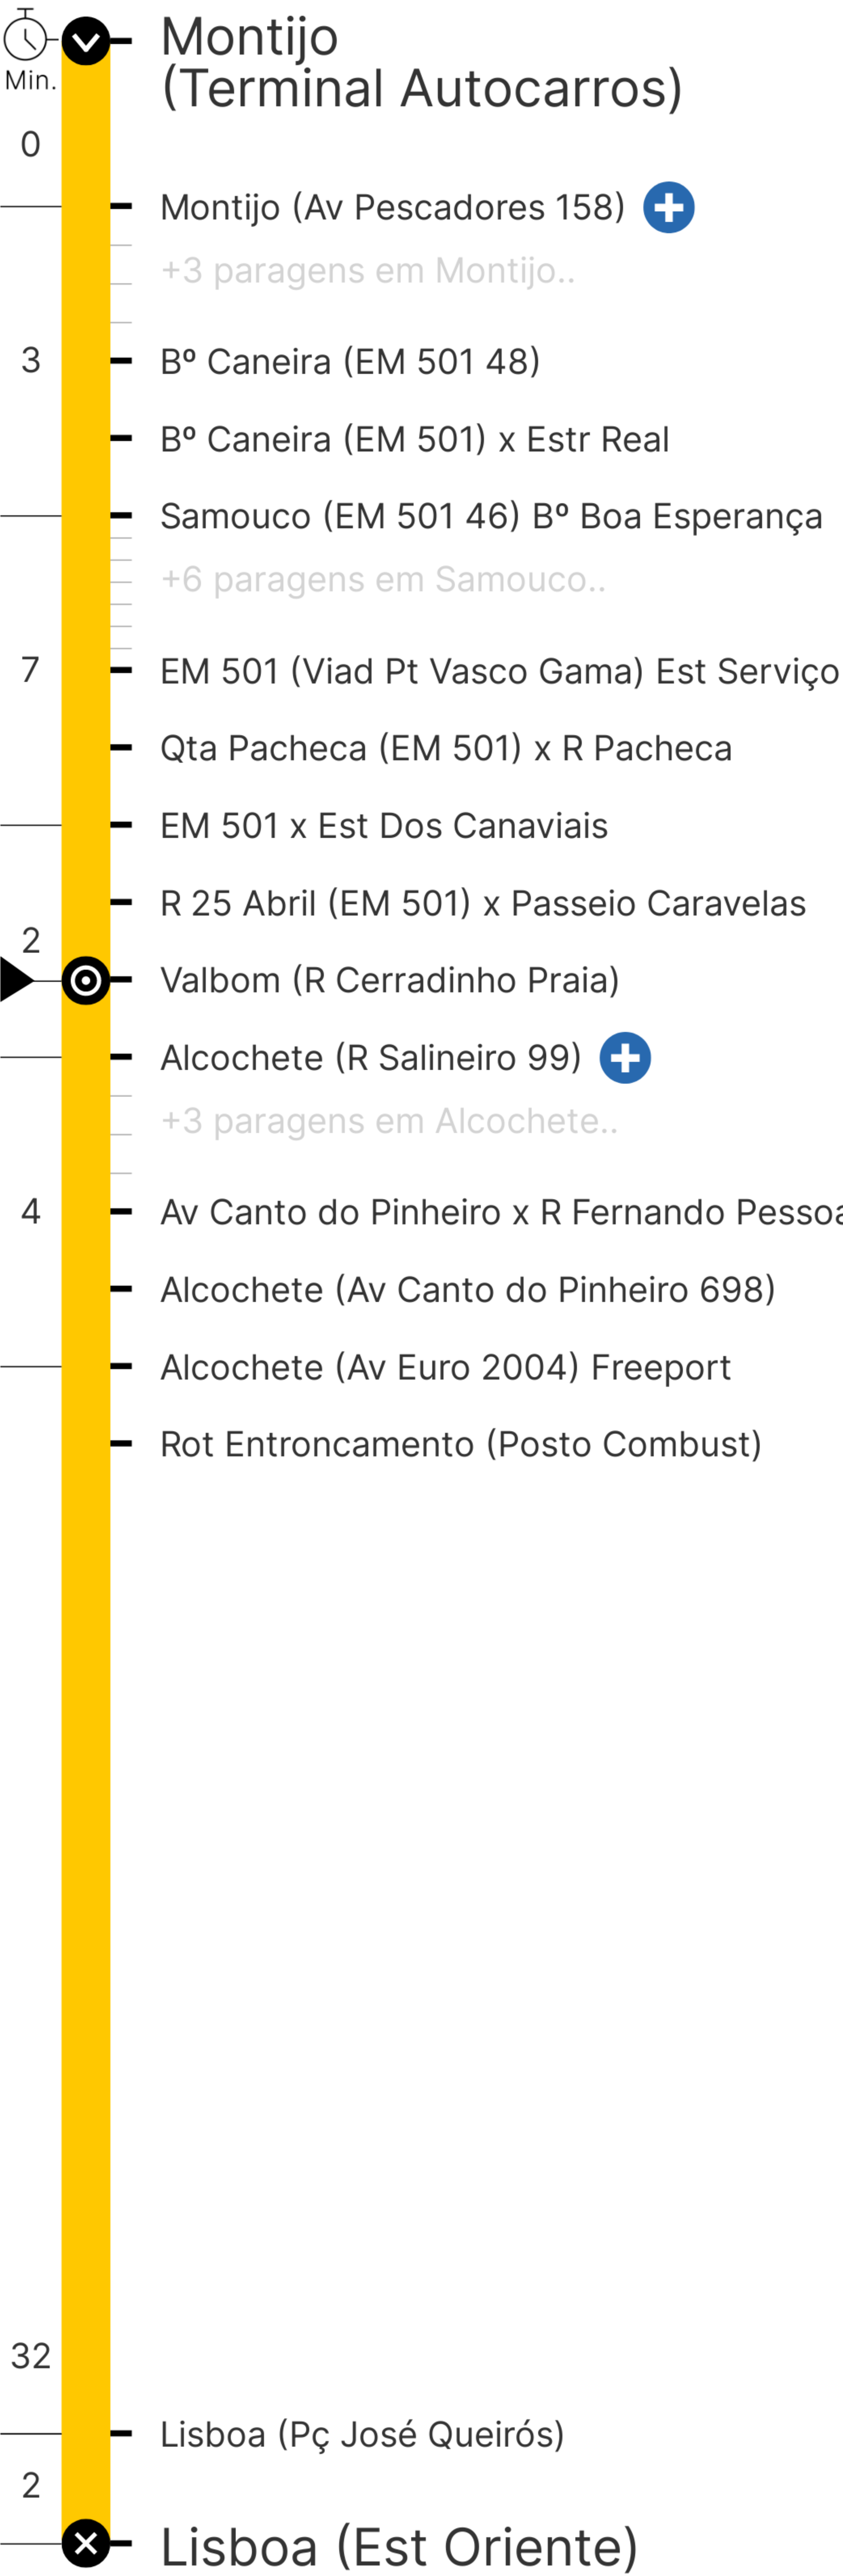 Montijo
(Terminal Autocarros)
Min.
0
Montijo (Av Pescadores 158)
+3 paragens em Montijo..
3
Bº Caneira (EM 501 48)
Bº Caneira (EM 501) x Estr Real
Samouco (EM 501 46) Bº Boa Esperança
+6 paragens em Samouco..
7
EM 501 (Viad Pt Vasco Gama) Est Serviço
Qta Pacheca (EM 501) x R Pacheca
EM 501 x Est Dos Canaviais
R 25 Abril (EM 501) x Passeio Caravelas
2
Valbom (R Cerradinho Praia)
Alcochete (R Salineiro 99)
+3 paragens em Alcochete..
4
Av Canto do Pinheiro x R Fernando Pessoa
Alcochete (Av Canto do Pinheiro 698)
Alcochete (Av Euro 2004) Freeport
Rot Entroncamento (Posto Combust)
32
Lisboa (Pç José Queirós)
2
Lisboa (Est Oriente)